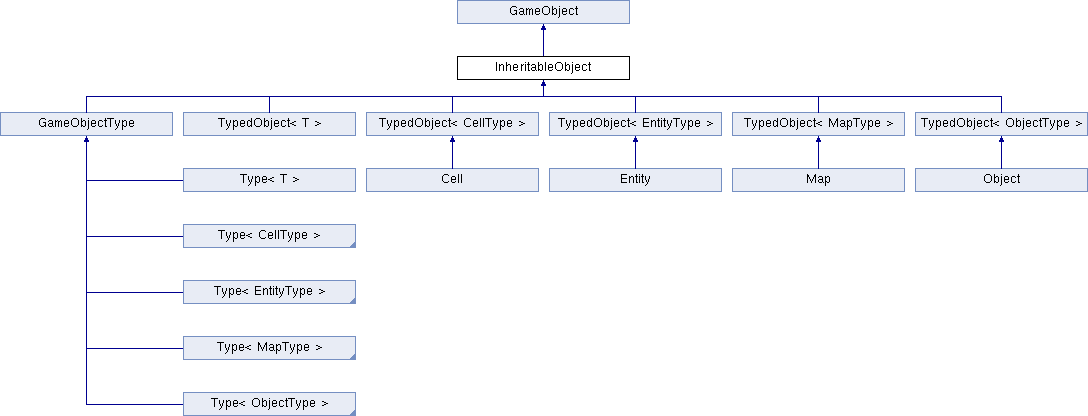 GameObject
InheritableObject
GameObjectType
TypedObject< T >
TypedObject< CellType >
TypedObject< EntityType >
TypedObject< MapType >
TypedObject< ObjectType >
Type< T >
Cell
Entity
Map
Object
Type< CellType >
Type< EntityType >
Type< MapType >
Type< ObjectType >